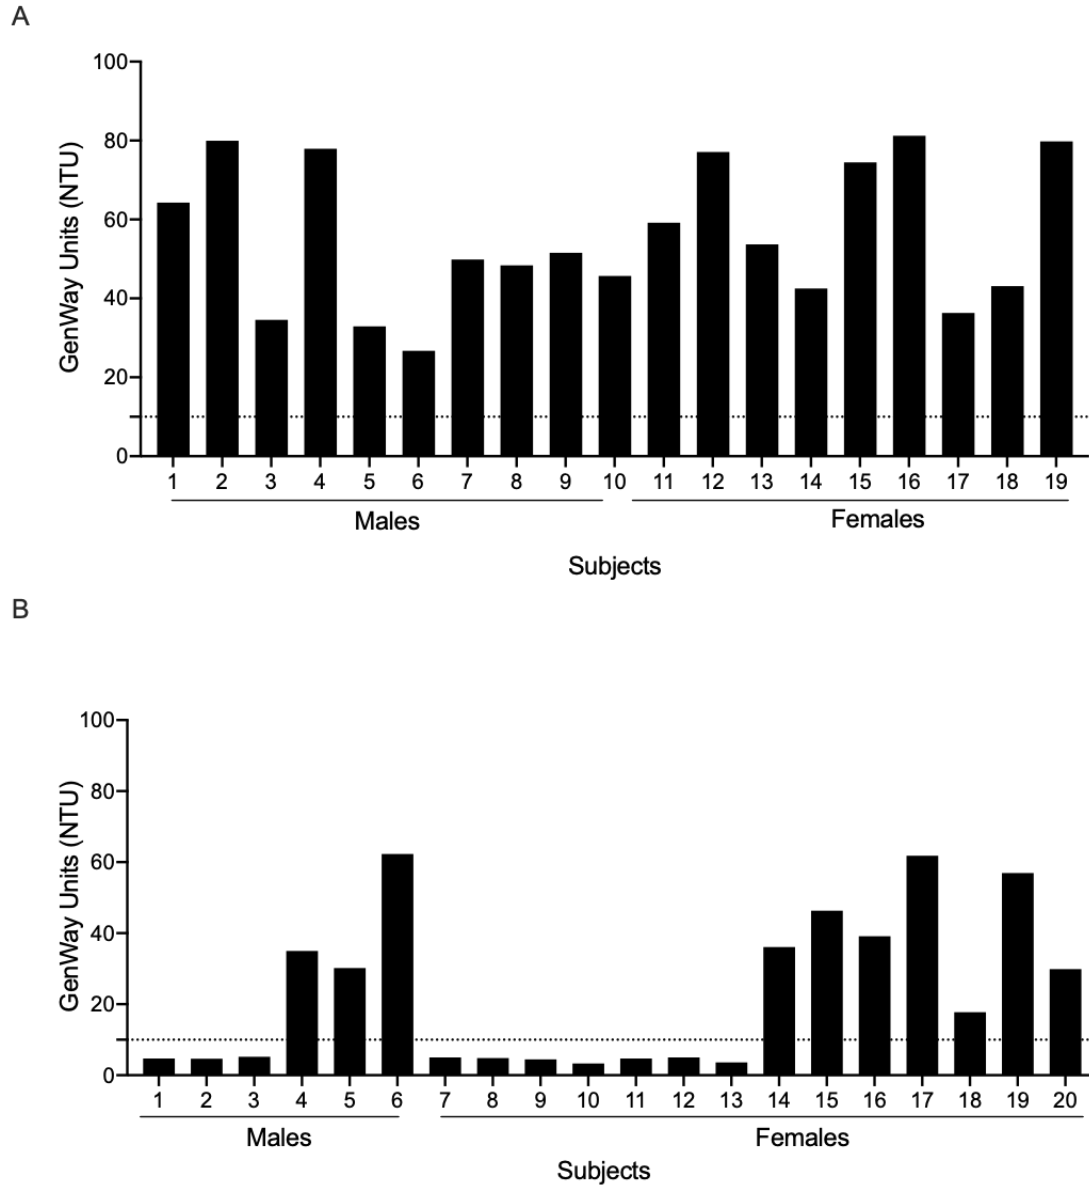 A
GenWay Units (NTU)
100
80
60
40
20
0
1 2 3 4 5 6 7 8 9 10 11 12 13 14 15 16 17 18 19
Males Females
Subjects
B
GenWay Units (NTU)
100
80
60
40
20
0
1 2 3 4 5 6 7 8 9 10 11 12 13 14 15 16 17 18 19 20
Males Females
Subjects